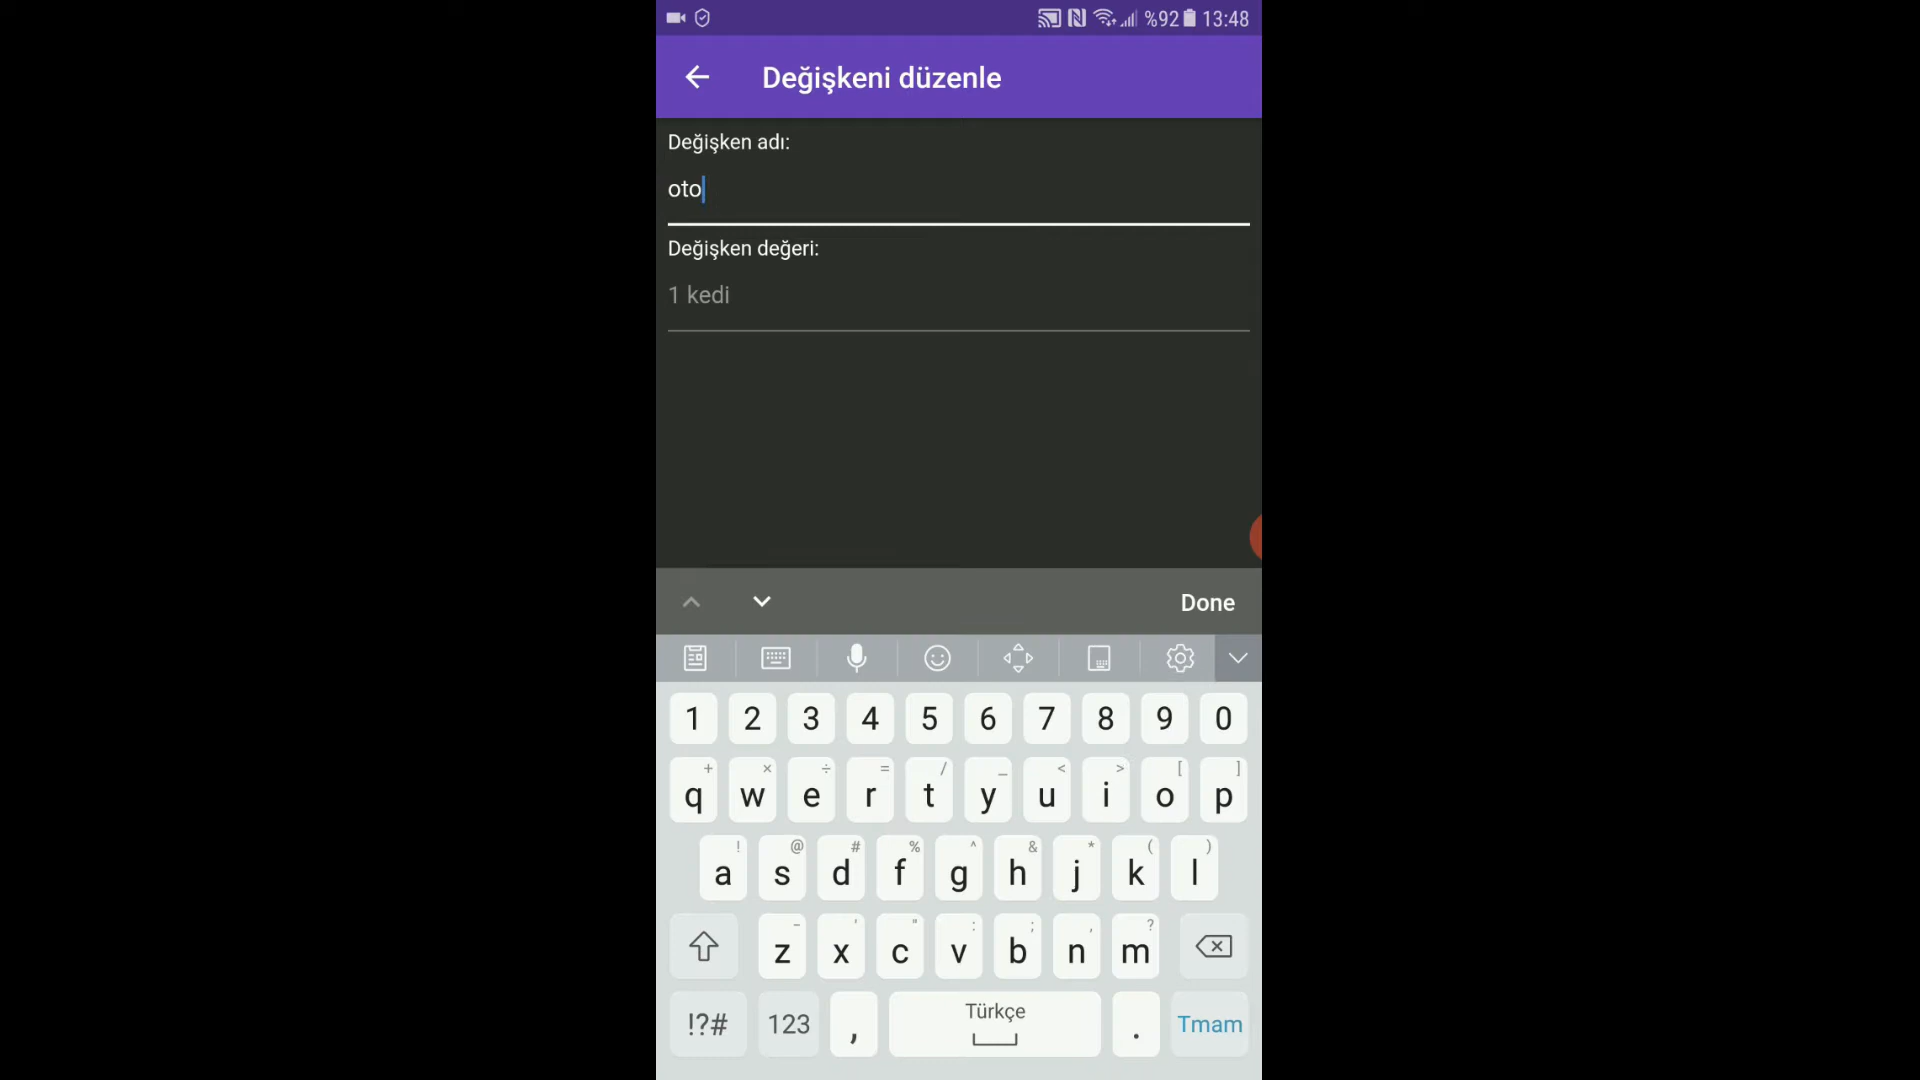 %92 13:48
Değişkeni düzenle
Değişken adı:
oto
Değişken değeri:
1 kedi
Done
1 2 3 4 5 6 7 8 9 0
+ × ÷ = / _ < > [ ]
q w e r t y u i o p
! @ # % ^ & * ( )
a s d f g h j k l
- ' " : ; , ?
z x c v b n m
!?# 123 , Türkçe . Tmam